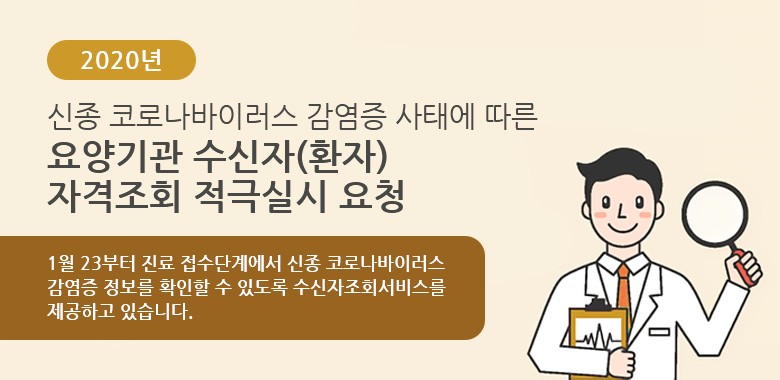 2020년
신종 코로나바이러스 감염증 사태에 따른
요양기관 수신자(환자)
자격조회 적극실시 요청
1월 23부터 진료 접수단계에서 신종 코로나바이러스
감염증 정보를 확인할 수 있도록 수신자조회서비스를
제공하고 있습니다.